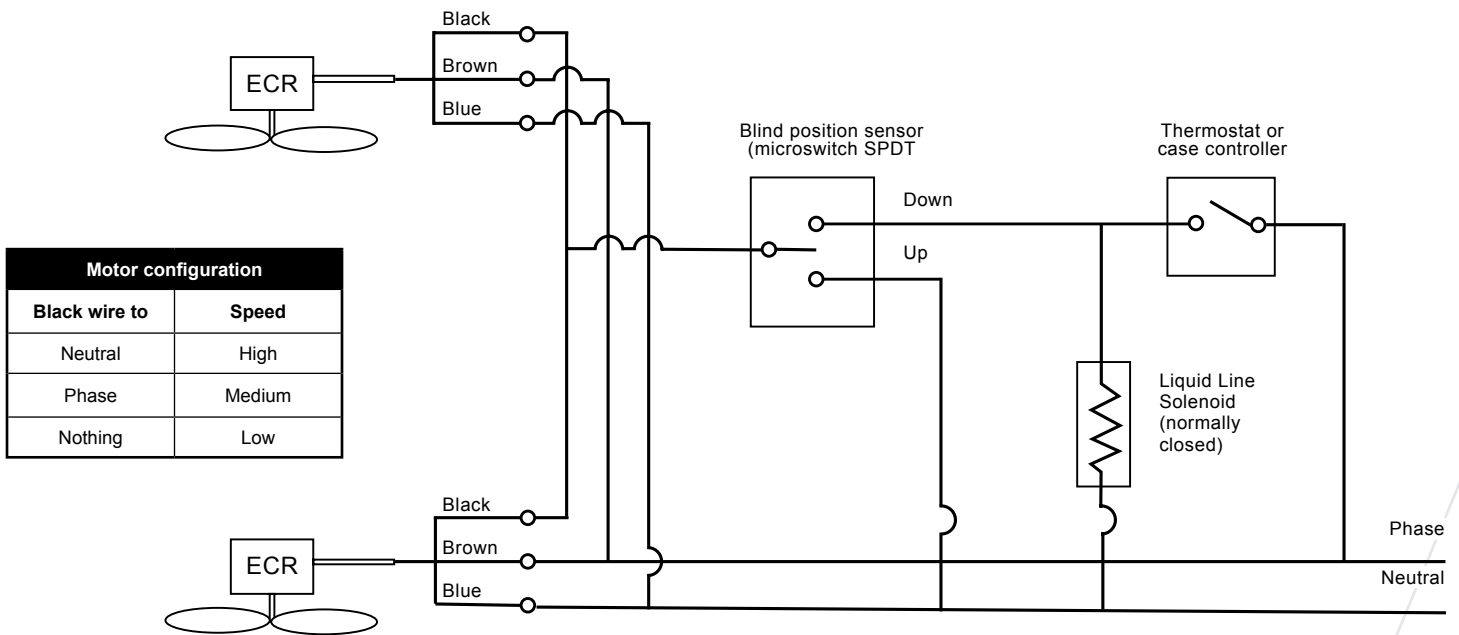 Black
Brown
Blue
ECR
Blind position sensor
(microswitch SPDT
Thermostat or
case controller
Down
Up
Motor configuration
Black wire to Speed
Neutral High
Phase Medium
Nothing Low
Liquid Line
Solenoid
(normally
closed)
Black
Brown
Blue
ECR
Phase
Neutral